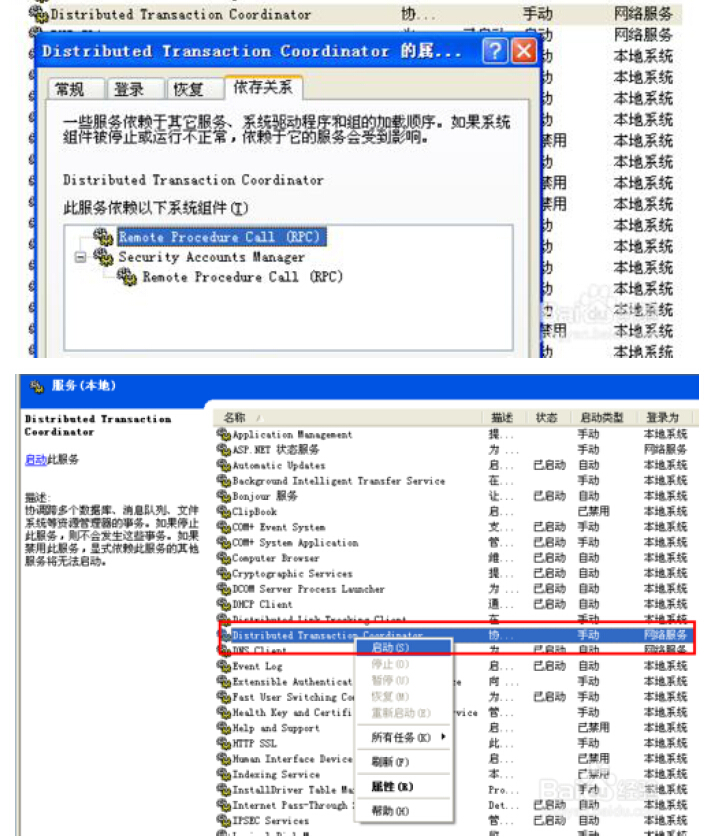 Distributed Transaction Coordinator 协... 手动 网络服务
自动 网络服务
Distributed Transaction Coordinator 的属...
本地系统
常规 登录 恢复 依存关系
本地系统
本地系统
一些服务依赖于其它服务、系统驱动程序和组的加载顺序。如果系统
本地系统
组件被停止或运行不正常，依赖于它的服务会受到影响。
禁用 本地系统
本地系统
Distributed Transaction Coordinator
禁用 本地系统
此服务依赖以下系统组件(T)
禁用 本地系统
本地系统
Remote Procedure Call (RPC)
本地系统
Security Accounts Manager
本地系统
Remote Procedure Call (RPC)
本地系统
本地系统
禁用 本地系统
本地系统
服务(本地)
Distributed Transaction
Coordinator
启动此服务
描述:
协调跨多个数据库、消息队列、文件
系统等资源管理器的事务。如果停止
此服务，则不会发生这些事务。如果
禁用此服务，显式依赖此服务的其他
服务将无法启动。
名称 / 描述 状态 启动类型 登录为
Application Management 提... 手动 本地系统
ASP.NET 状态服务 为... 手动 网络服务
Automatic Updates 启... 已启动 自动 本地系统
Background Intelligent Transfer Service 在... 手动 本地系统
Bonjour 服务 让... 已启动 自动 本地系统
ClipBook 启... 已禁用 本地系统
COM+ Event System 支... 已启动 手动 本地系统
COM+ System Application 管... 已启动 手动 本地系统
Computer Browser 维... 已启动 自动 本地系统
Cryptographic Services 提... 已启动 自动 本地系统
DCOM Server Process Launcher 为... 已启动 自动 本地系统
DHCP Client 通... 已启动 自动 本地系统
Distributed Link Tracking Client 在... 手动 本地系统
Distributed Transaction Coordinator 协... 手动 网络服务
DNS Client 为... 已启动 自动 网络服务
Event Log 启... 已启动 自动 本地系统
Extensible Authenticat 向... 手动 本地系统
Fast User Switching Co 为... 已启动 手动 本地系统
Health Key and Certifi vice 管... 手动 本地系统
Help and Support 启... 已禁用 本地系统
HTTP SSL 此... 手动 本地系统
Human Interface Device 启... 已禁用 本地系统
Indexing Service 本... 已禁用 本地系统
InstallDriver Table Ma Pro... 手动 本地系统
Internet Pass-Through Det... 已启动 自动 本地系统
IPSEC Services 管... 已启动 自动 本地系统
启动(S)
停止(O)
暂停(U)
恢复(M)
重新启动(E)
所有任务(K)
刷新(F)
属性(R)
帮助(H)